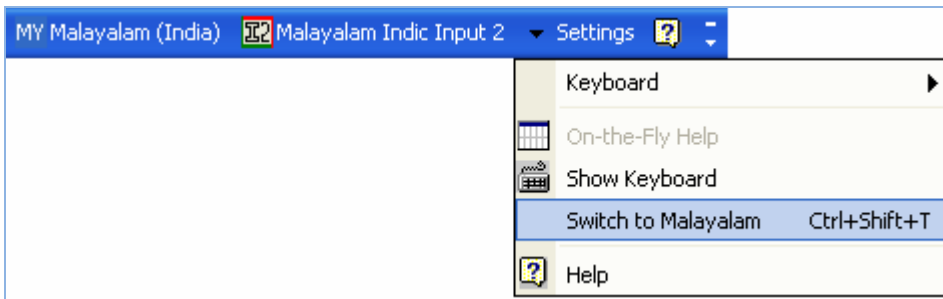 MY Malayalam (India) I2 Malayalam Indic Input 2 Settings ?
Keyboard
On-the-Fly Help
Show Keyboard
Switch to Malayalam Ctrl+Shift+T
? Help